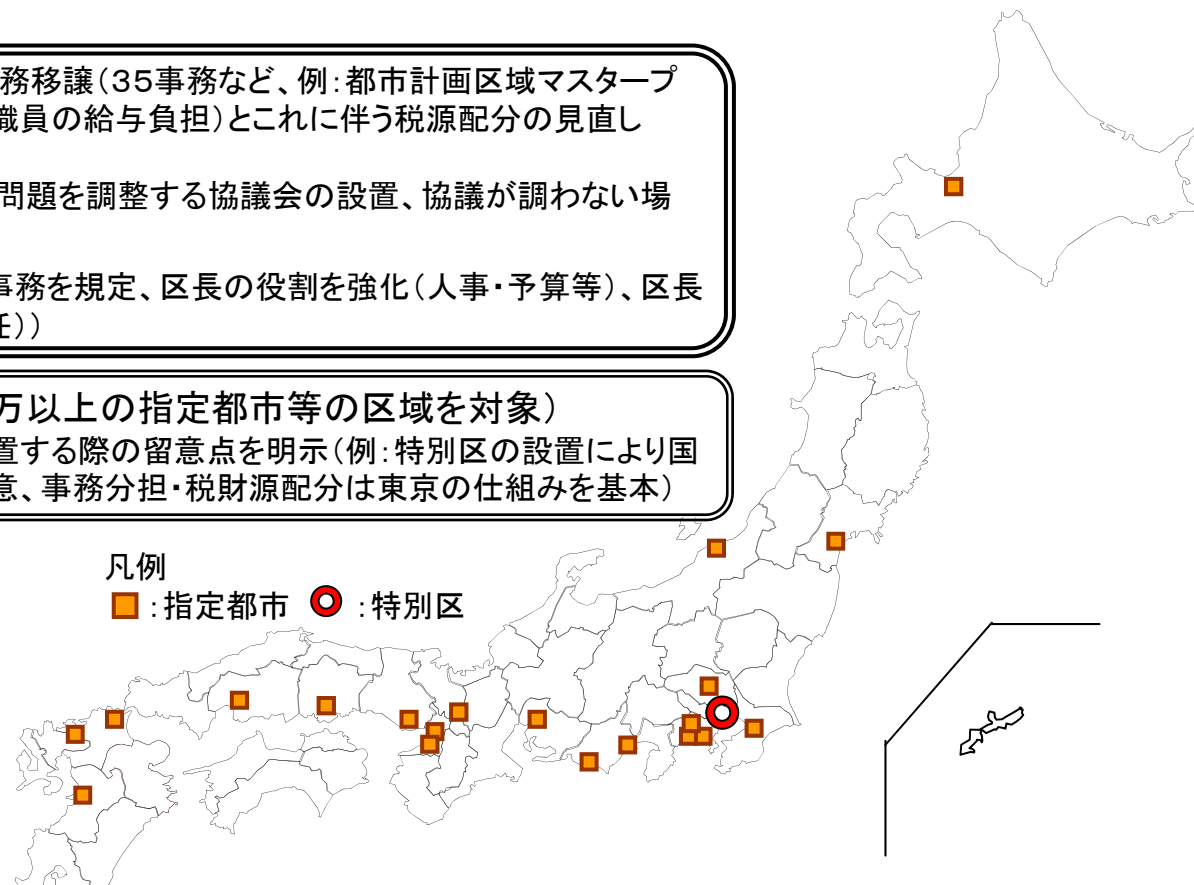 務移譲（３５事務など、例：都市計画区域マスタープ
職員の給与負担）とこれに伴う税源配分の見直し
問題を調整する協議会の設置、協議が調わない場
事務を規定、区長の役割を強化（人事・予算等）、区長
任））
万以上の指定都市等の区域を対象）
置する際の留意点を明示（例：特別区の設置により国
意、事務分担・税財源配分は東京の仕組みを基本）
凡例
：指定都市　：特別区